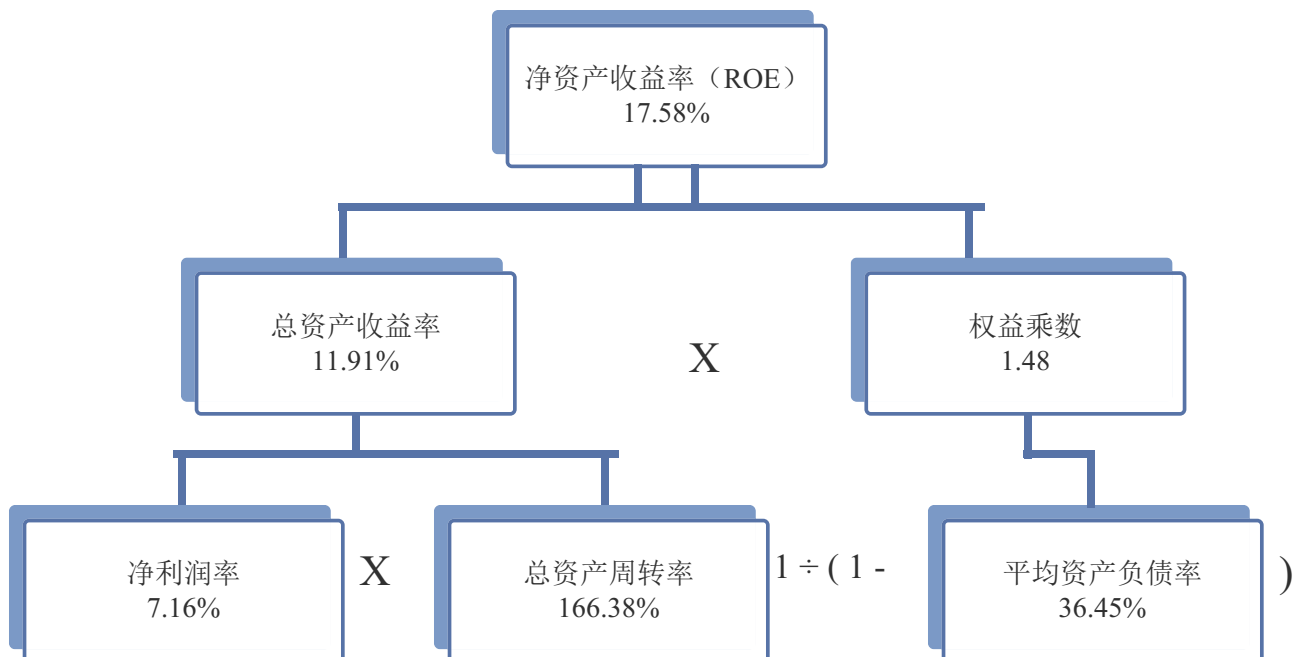 净资产收益率（ROE）
17.58%
总资产收益率
11.91%
X
权益乘数
1.48
净利润率
7.16%
X
总资产周转率
166.38%
1 ÷ ( 1 -
平均资产负债率
36.45%
)